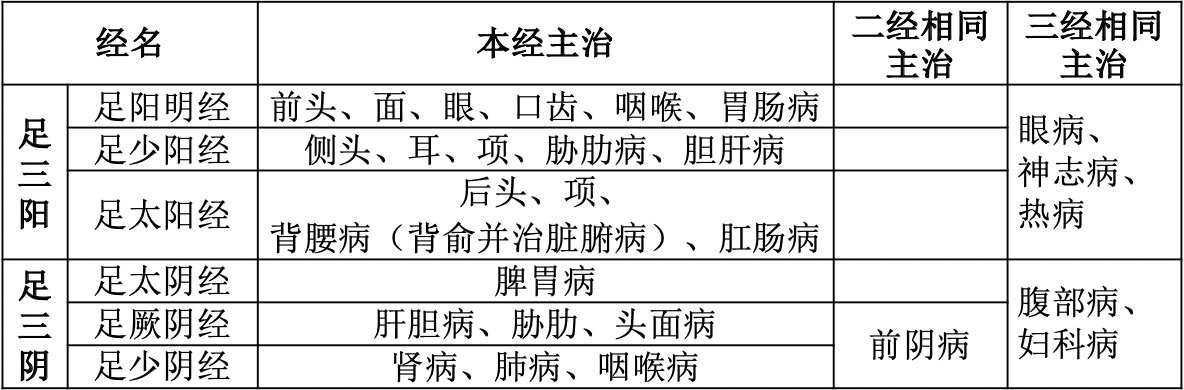 经名 本经主治 二经相同主治 三经相同主治
足三阳 足阳明经 前头、面、眼、口齿、咽喉、胃肠病 眼病、神志病、热病
足少阳经 侧头、耳、项、胁肋病、胆肝病
足太阳经 后头、项、
背腰病（背俞并治脏腑病）、肛肠病
足三阴 足太阴经 脾胃病 腹部病、妇科病
足厥阴经 肝胆病、胁肋、头面病 前阴病
足少阴经 肾病、肺病、咽喉病